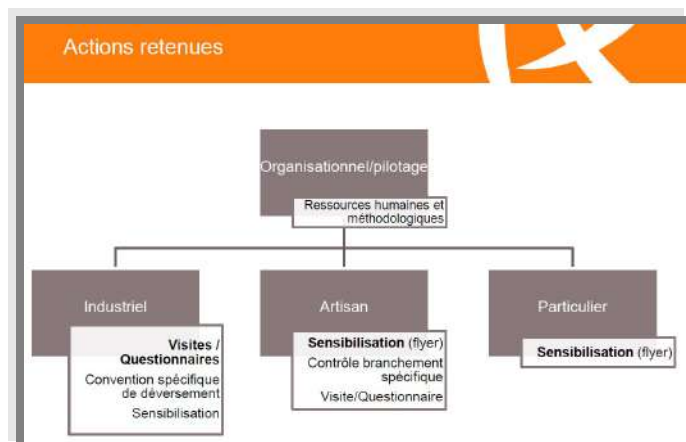 Actions retenues
Organisationnel/pilotage
Ressources humaines et
méthodologiques
Industriel
Visites /
Questionnaires
Convention spécifique
de déversement
Sensibilisation
Artisan
Sensibilisation (flyer)
Contrôle branchement
spécifique
Visite/Questionnaire
Particulier
Sensibilisation (flyer)